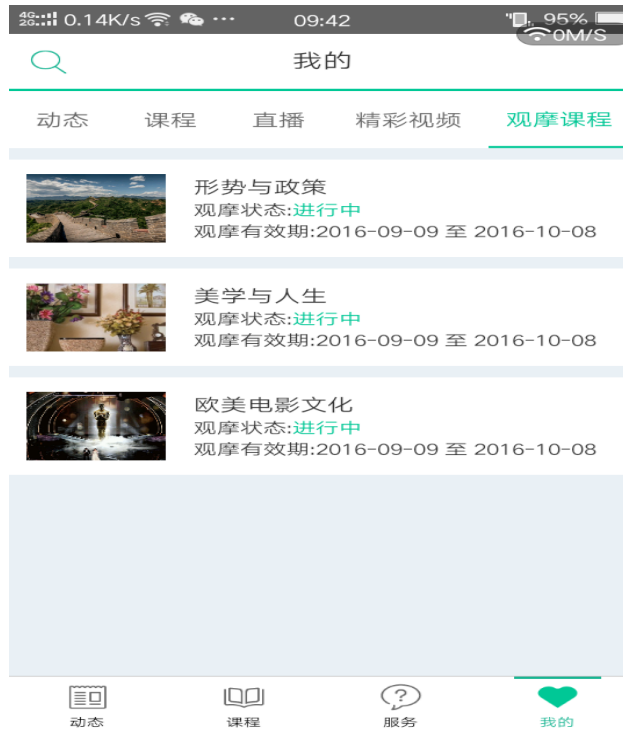 4G 2G 0.14K/s ··· 09:42 95%
0M/S
我的
动态 课程 直播 精彩视频 观摩课程
形势与政策
观摩状态:进行中
观摩有效期:2016-09-09 至 2016-10-08
美学与人生
观摩状态:进行中
观摩有效期:2016-09-09 至 2016-10-08
欧美电影文化
观摩状态:进行中
观摩有效期:2016-09-09 至 2016-10-08
动态 课程 服务 我的